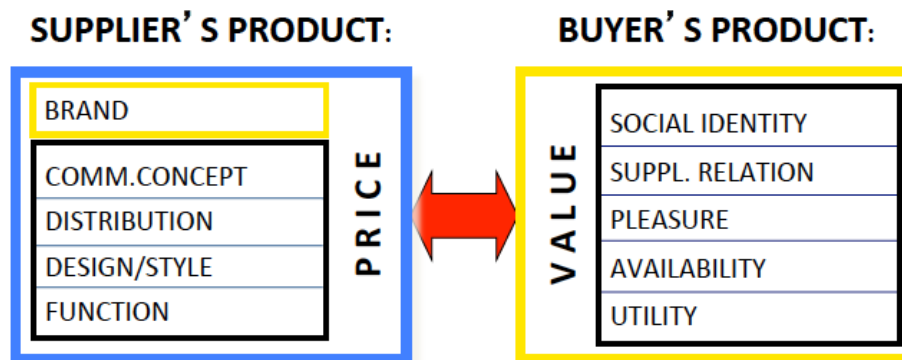 SUPPLIER’ S PRODUCT:
BRAND
COMM.CONCEPT
DISTRIBUTION
DESIGN/STYLE
FUNCTION
PRICE
BUYER’ S PRODUCT:
VALUE
SOCIAL IDENTITY
SUPPL. RELATION
PLEASURE
AVAILABILITY
UTILITY